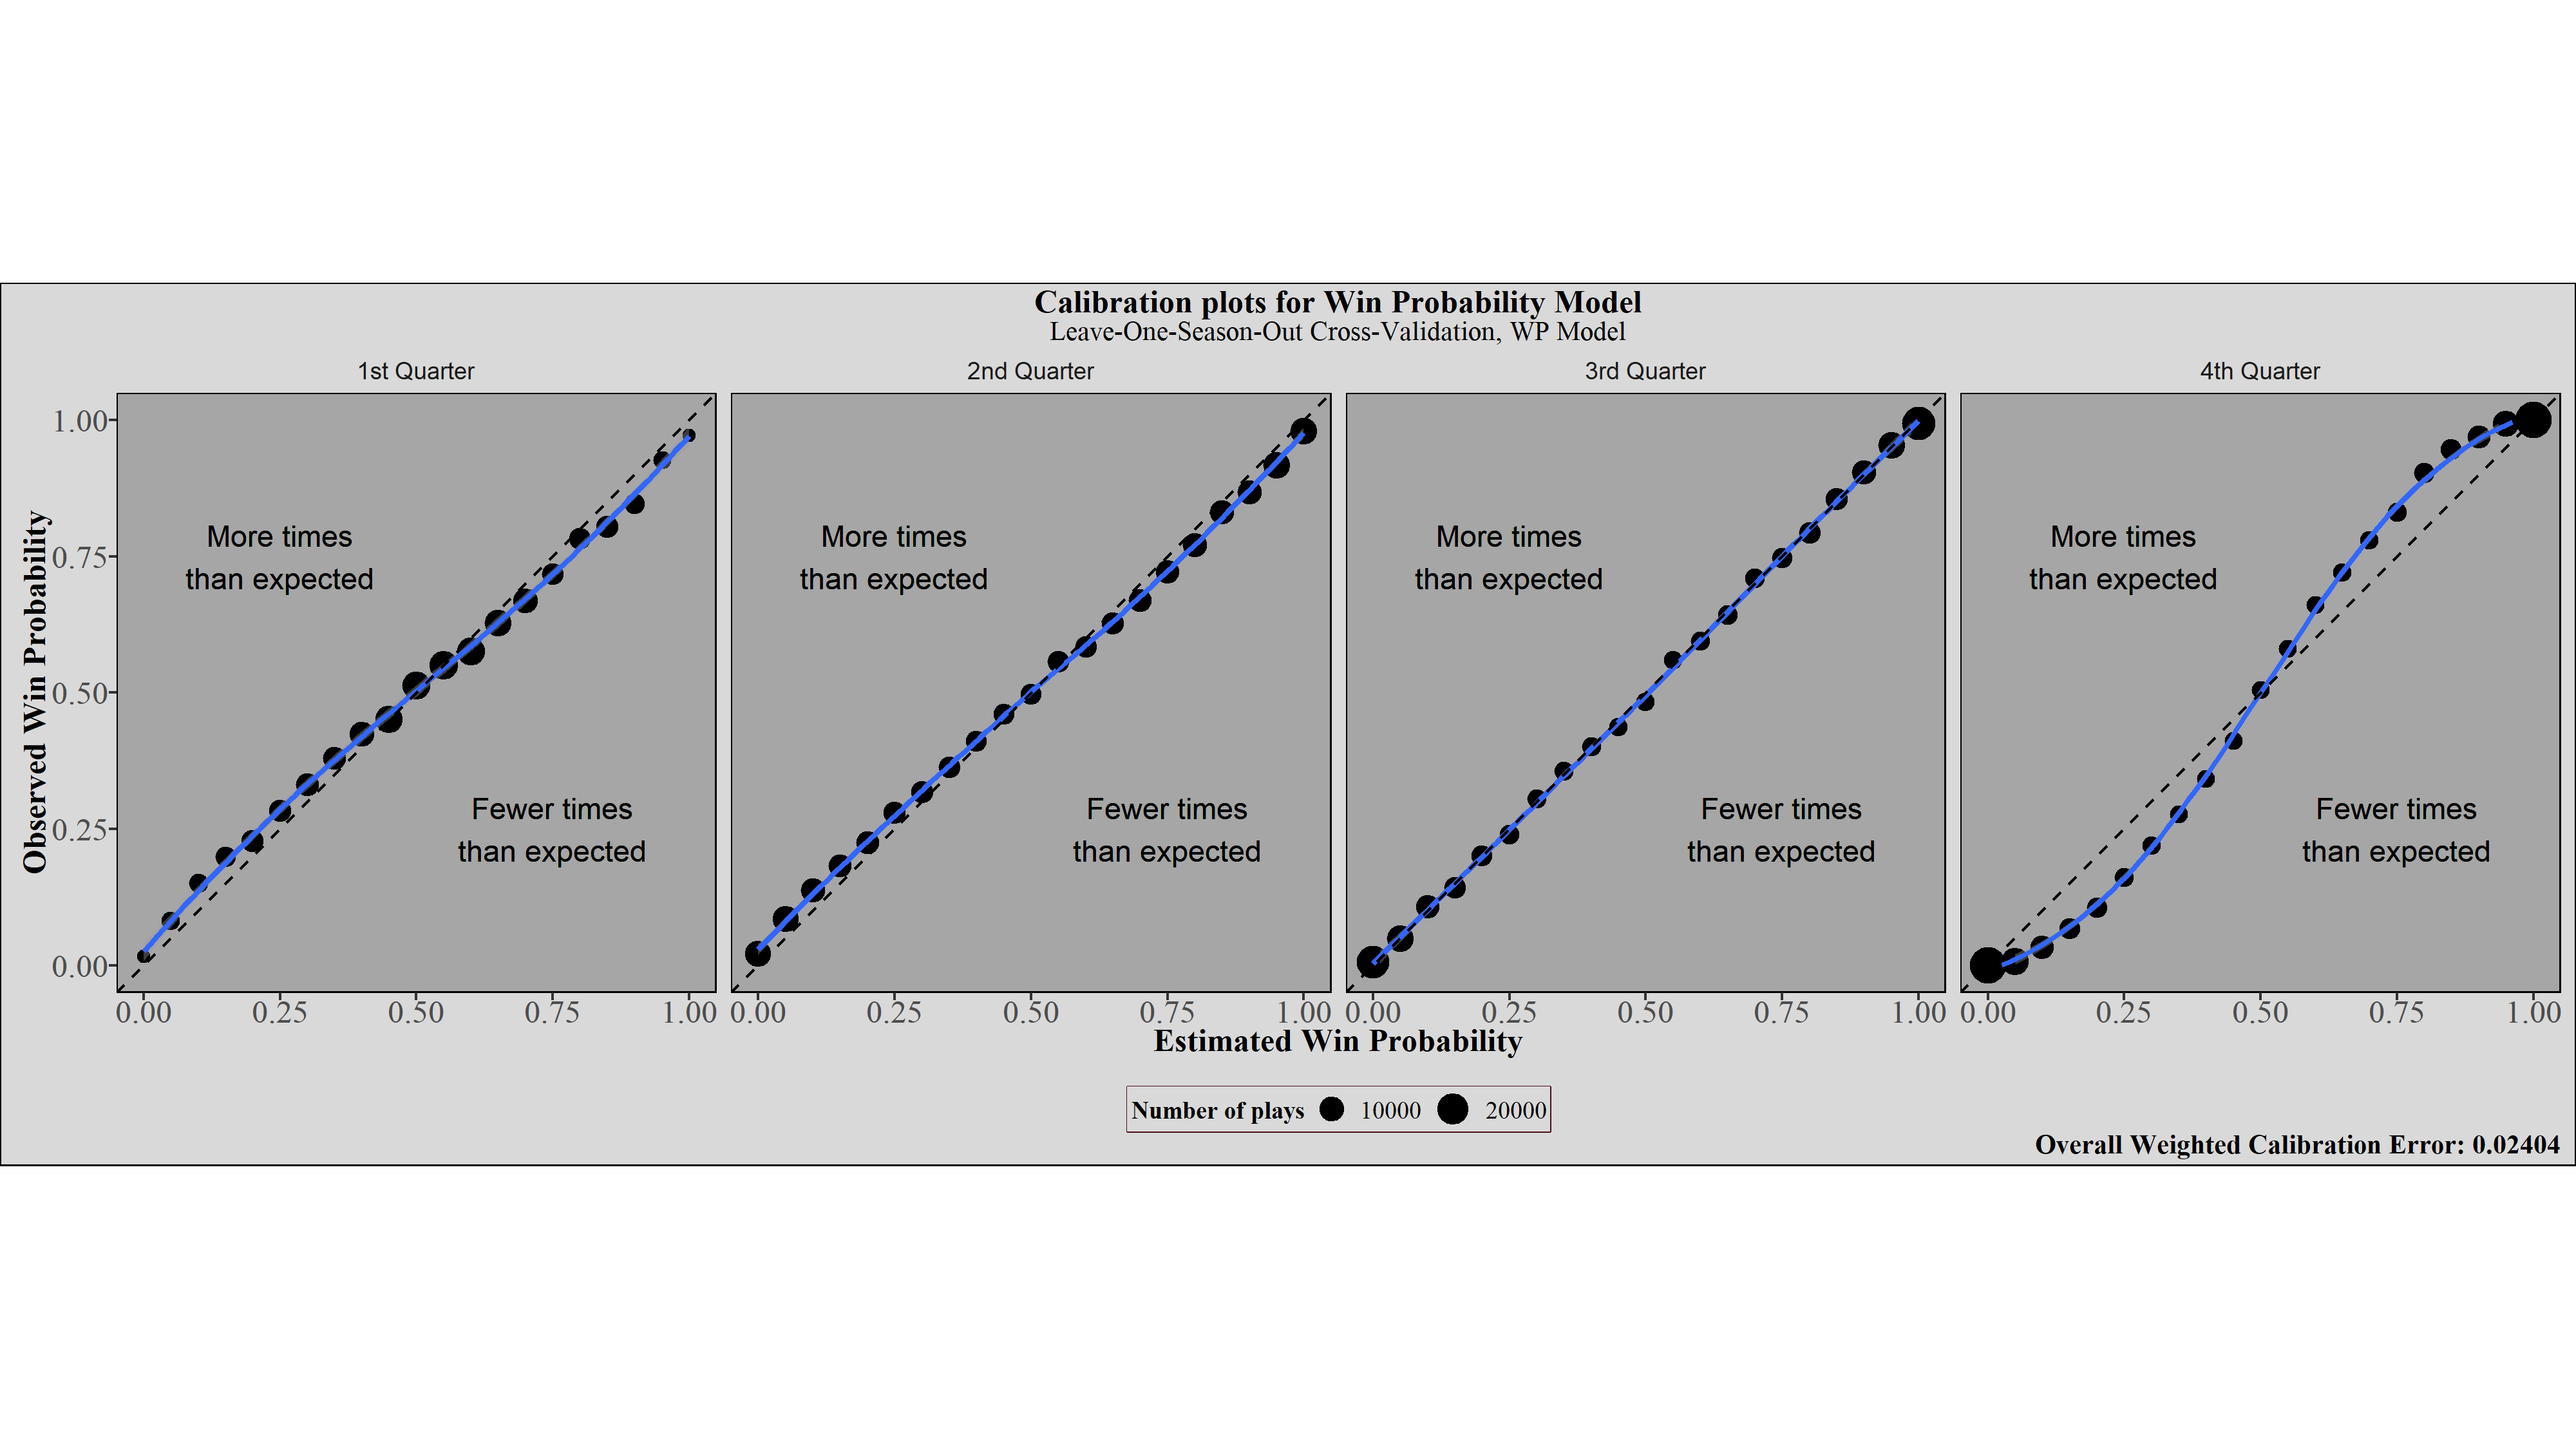 Calibration plots for Win Probability Model
Leave-One-Season-Out Cross-Validation, WP Model
1st Quarter
2nd Quarter
3rd Quarter
4th Quarter
Observed Win Probability
1.00
0.75
0.50
0.25
0.00
More times
than expected
Fewer times
than expected
More times
than expected
Fewer times
than expected
More times
than expected
Fewer times
than expected
More times
than expected
Fewer times
than expected
0.00 0.25 0.50 0.75 1.00
0.00 0.25 0.50 0.75 1.00
0.00 0.25 0.50 0.75 1.00
0.00 0.25 0.50 0.75 1.00
Estimated Win Probability
Number of plays 10000 20000
Overall Weighted Calibration Error: 0.02404